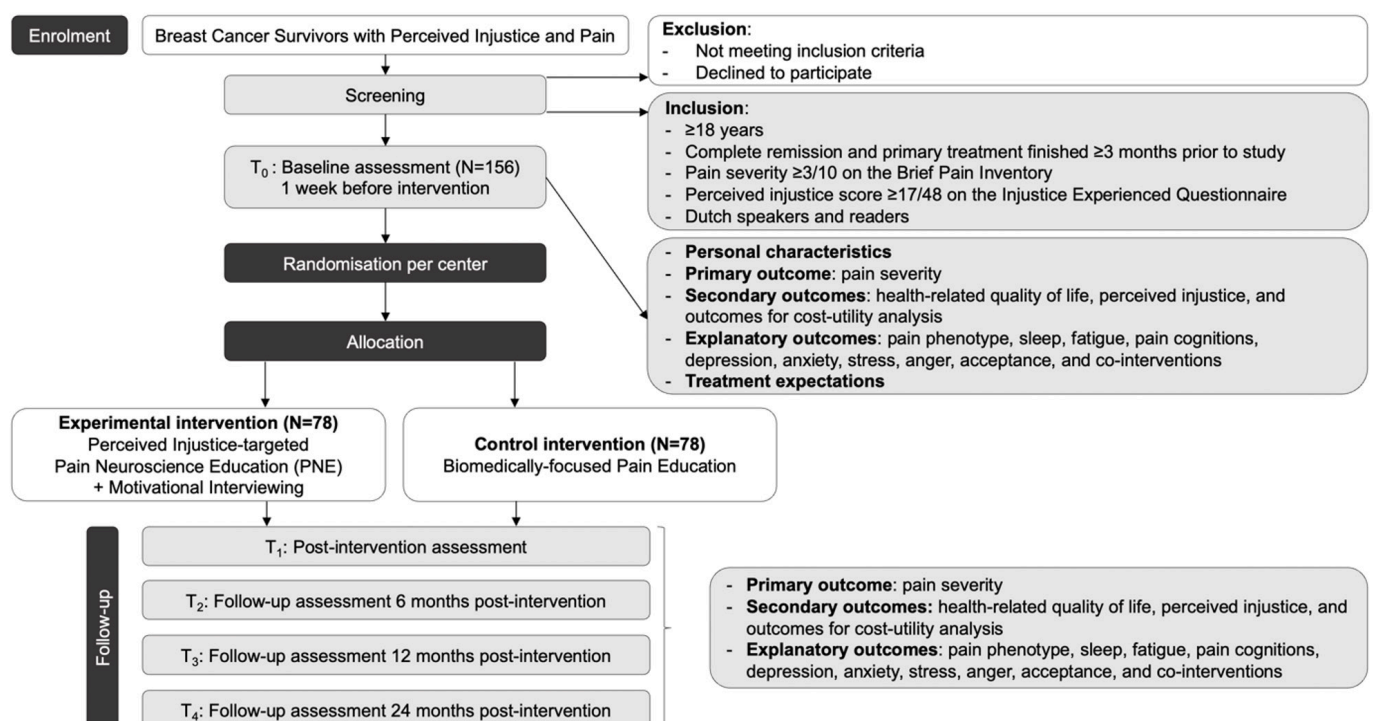 Enrolment
Breast Cancer Survivors with Perceived Injustice and Pain
Exclusion:
- Not meeting inclusion criteria
- Declined to participate
Screening
Inclusion:
- ≥18 years
- Complete remission and primary treatment finished ≥3 months prior to study
- Pain severity ≥3/10 on the Brief Pain Inventory
- Perceived injustice score ≥17/48 on the Injustice Experienced Questionnaire
- Dutch speakers and readers
T0 : Baseline assessment (N=156)
1 week before intervention
- Personal characteristics
- Primary outcome: pain severity
- Secondary outcomes: health-related quality of life, perceived injustice, and
outcomes for cost-utility analysis
- Explanatory outcomes: pain phenotype, sleep, fatigue, pain cognitions,
depression, anxiety, stress, anger, acceptance, and co-interventions
- Treatment expectations
Randomisation per center
Allocation
Experimental intervention (N=78)
Perceived Injustice-targeted
Pain Neuroscience Education (PNE)
+ Motivational Interviewing
Control intervention (N=78)
Biomedically-focused Pain Education
Follow-up
T1: Post-intervention assessment
T2: Follow-up assessment 6 months post-intervention
T3: Follow-up assessment 12 months post-intervention
T4: Follow-up assessment 24 months post-intervention
- Primary outcome: pain severity
- Secondary outcomes: health-related quality of life, perceived injustice, and
outcomes for cost-utility analysis
- Explanatory outcomes: pain phenotype, sleep, fatigue, pain cognitions,
depression, anxiety, stress, anger, acceptance, and co-interventions